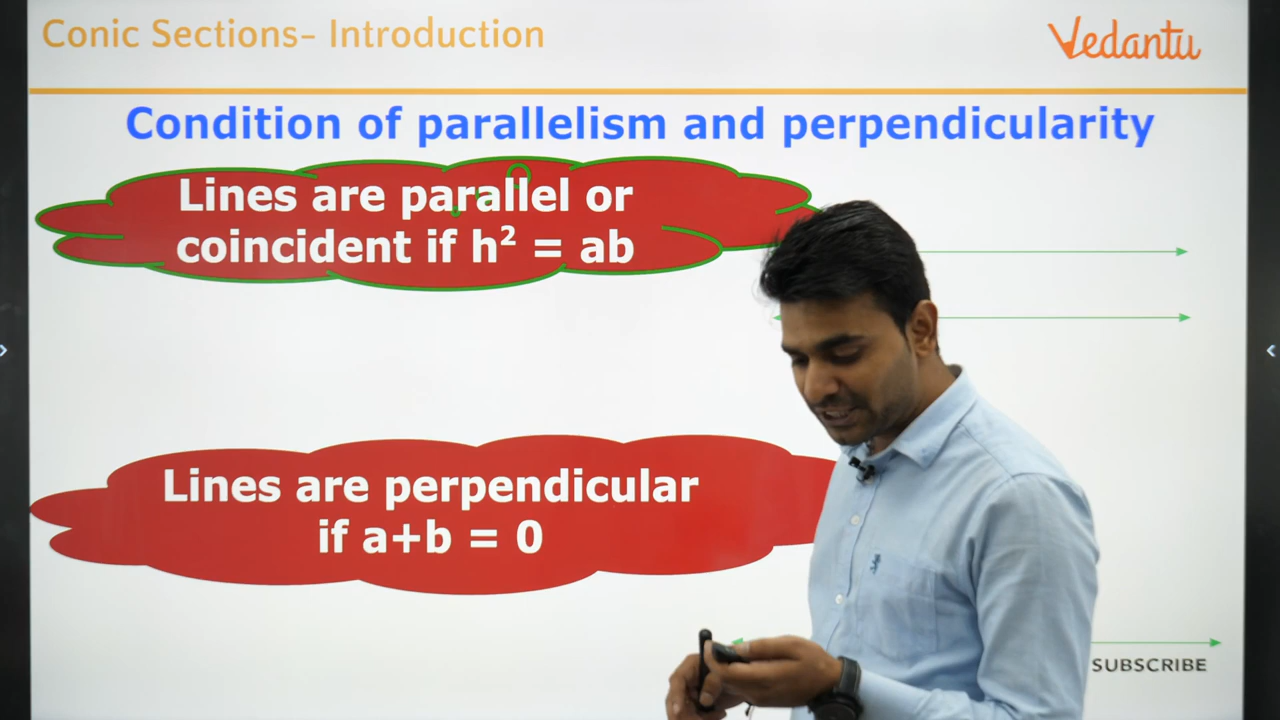 Conic Sections– Introduction
Vedantu
Condition of parallelism and perpendicularity
Lines are parallel or
coincident if h² = ab
Lines are perpendicular
if a+b = 0
SUBSCRIBE